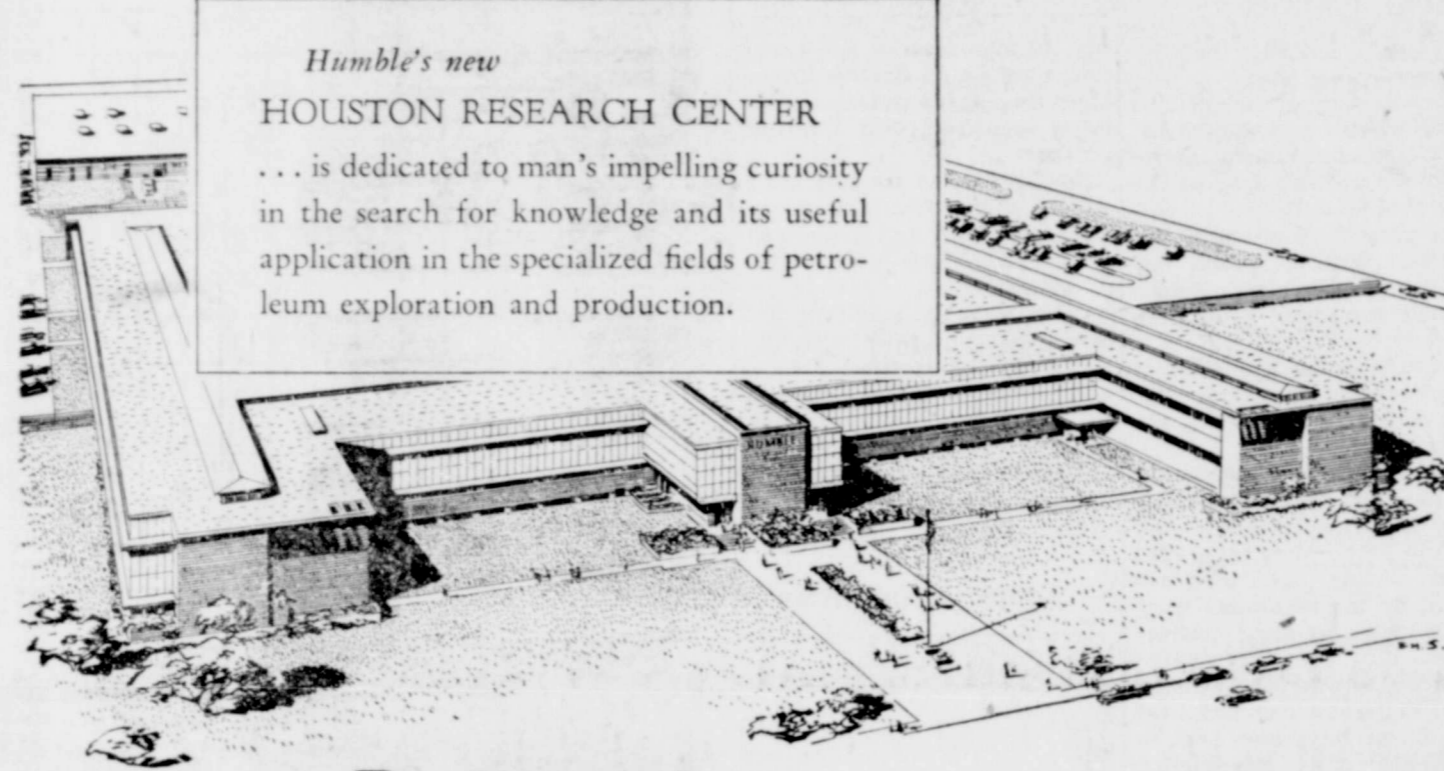 Humble's new
HOUSTON RESEARCH CENTER
... is dedicated to man's impelling curiosity
in the search for knowledge and its useful
application in the specialized fields of petro-
leum exploration and production.
HUMBLE